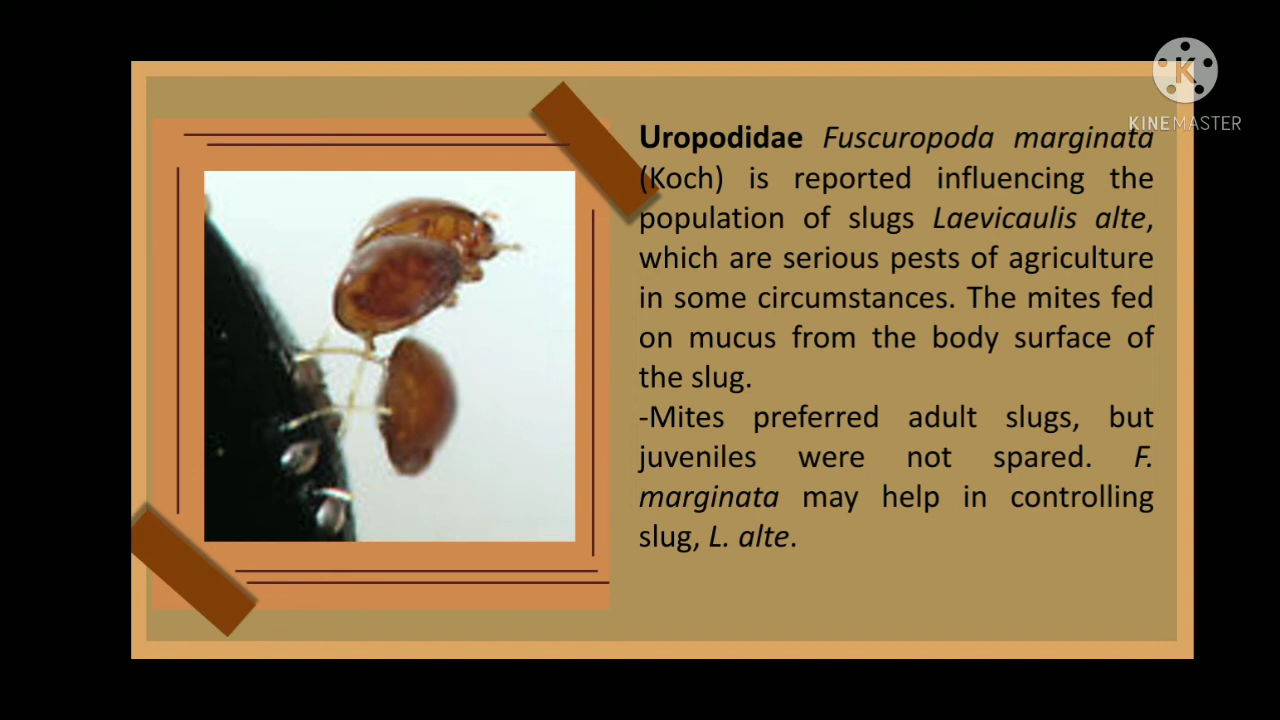 K
KINEMASTER
Uropodidae Fuscuropoda marginata
(Koch) is reported influencing the
population of slugs Laevicaulis alte,
which are serious pests of agriculture
in some circumstances. The mites fed
on mucus from the body surface of
the slug.
-Mites preferred adult slugs, but
juveniles were not spared. F.
marginata may help in controlling
slug, L. alte.